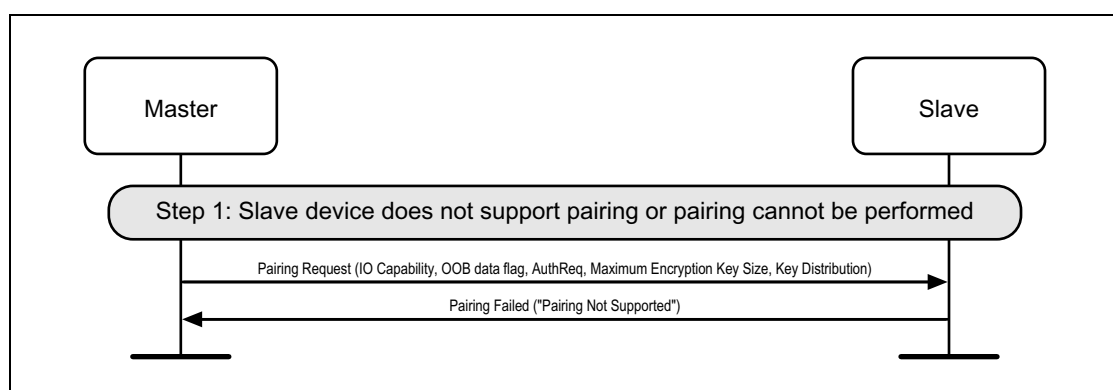 Master
Slave
Step 1: Slave device does not support pairing or pairing cannot be performed
Pairing Request (IO Capability, OOB data flag, AuthReq, Maximum Encryption Key Size, Key Distribution)
Pairing Failed ("Pairing Not Supported")